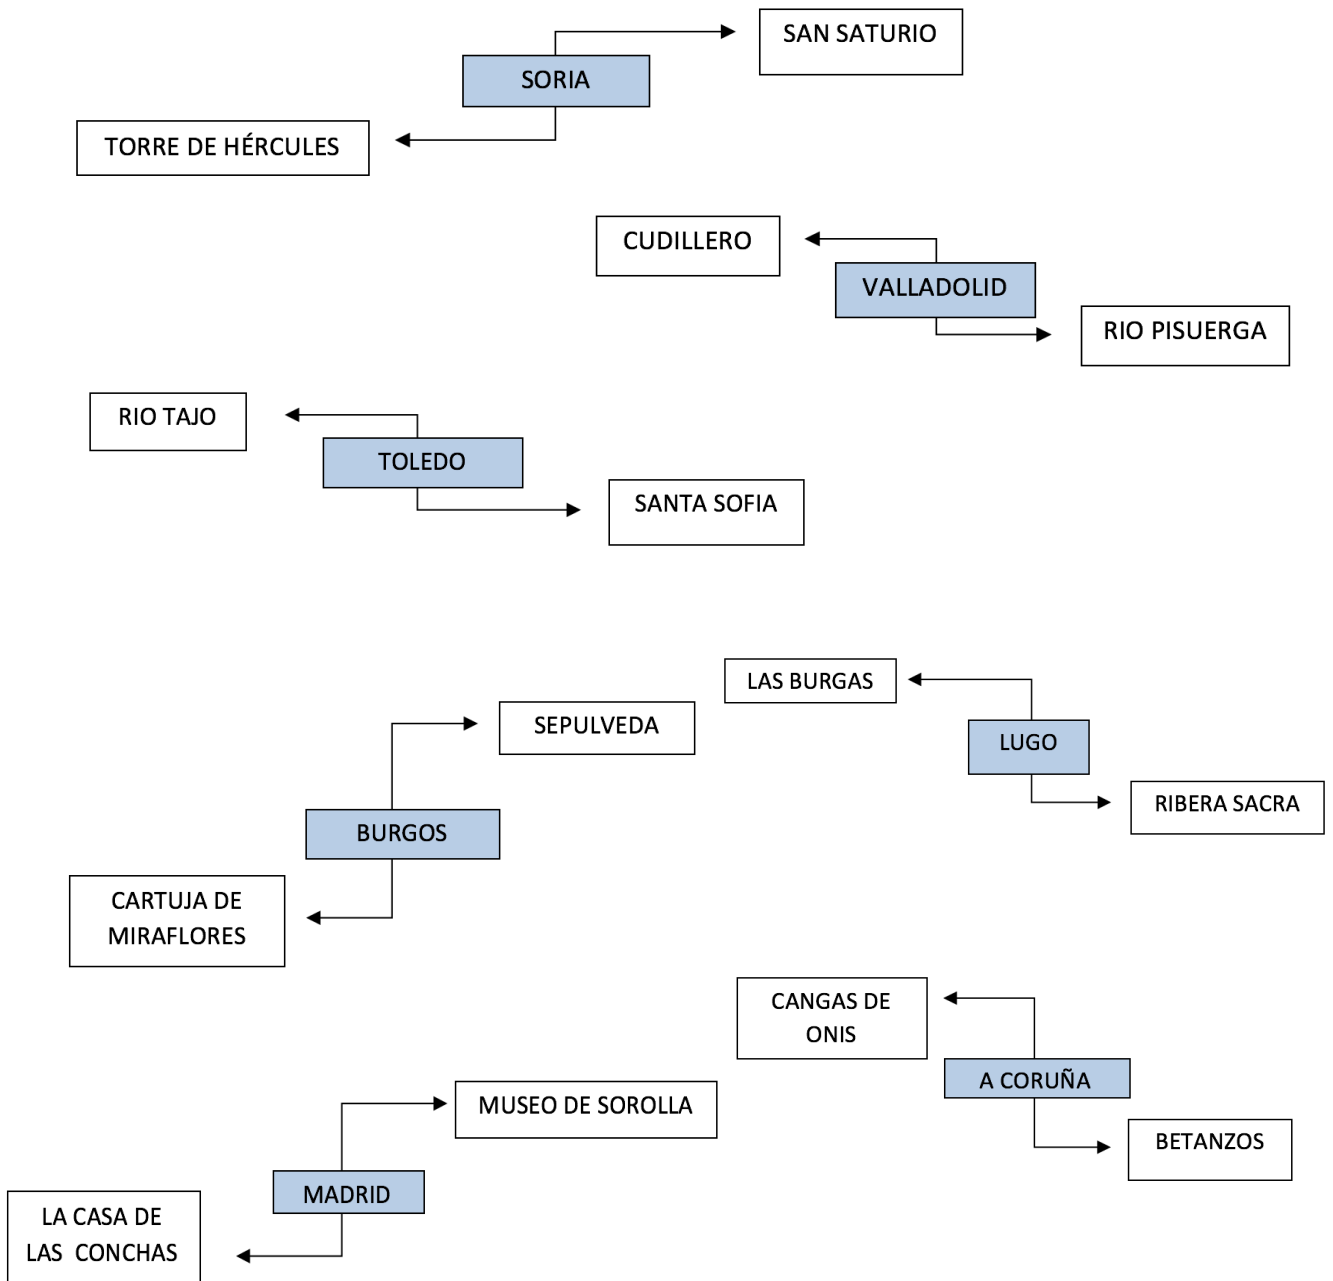 SAN SATURIO
SORIA
TORRE DE HÉRCULES
CUDILLERO
VALLADOLID
RIO PISUERGA
RIO TAJO
TOLEDO
SANTA SOFIA
LAS BURGAS
SEPULVEDA
LUGO
RIBERA SACRA
BURGOS
CARTUJA DE
MIRAFLORES
CANGAS DE
ONIS
A CORUÑA
MUSEO DE SOROLLA
BETANZOS
MADRID
LA CASA DE
LAS CONCHAS